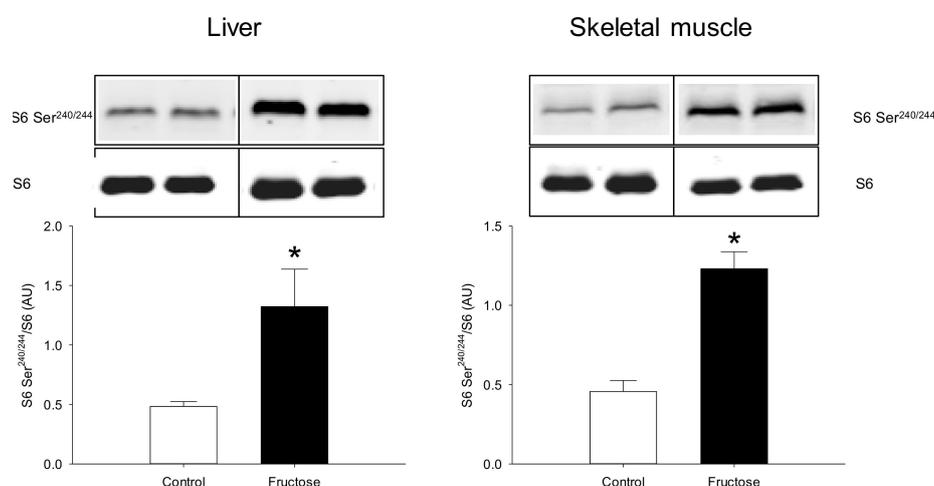 Liver
Skeletal muscle
S6 Ser240/244
S6
S6 Ser240/244
S6
2.0
1.5
1.0
0.5
0.0
S6 Ser240/244/S6 (AU)
*
Control
Fructose
1.5
1.0
0.5
0.0
S6 Ser240/244/S6 (AU)
*
Control
Fructose